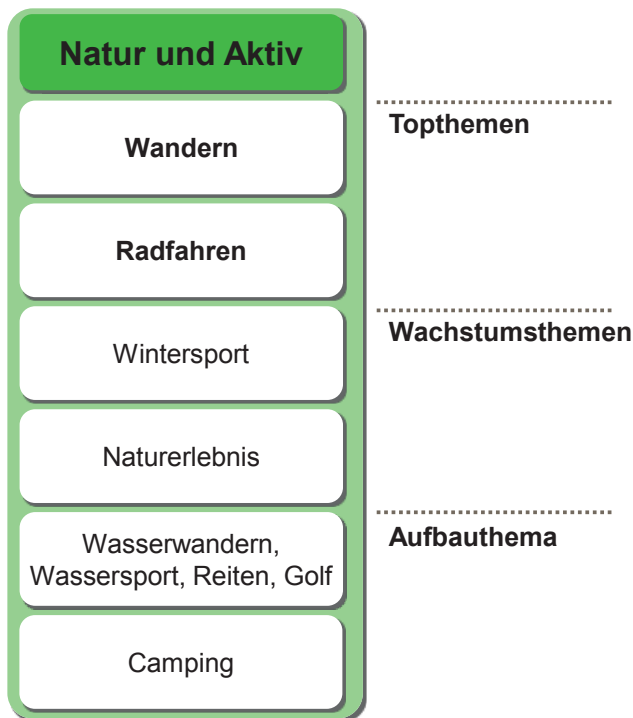 Natur und Aktiv
Wandern
Topthemen
Radfahren
Wintersport
Wachstumsthemen
Naturerlebnis
Wasserwandern,
Wassersport, Reiten, Golf
Aufbauthema
Camping